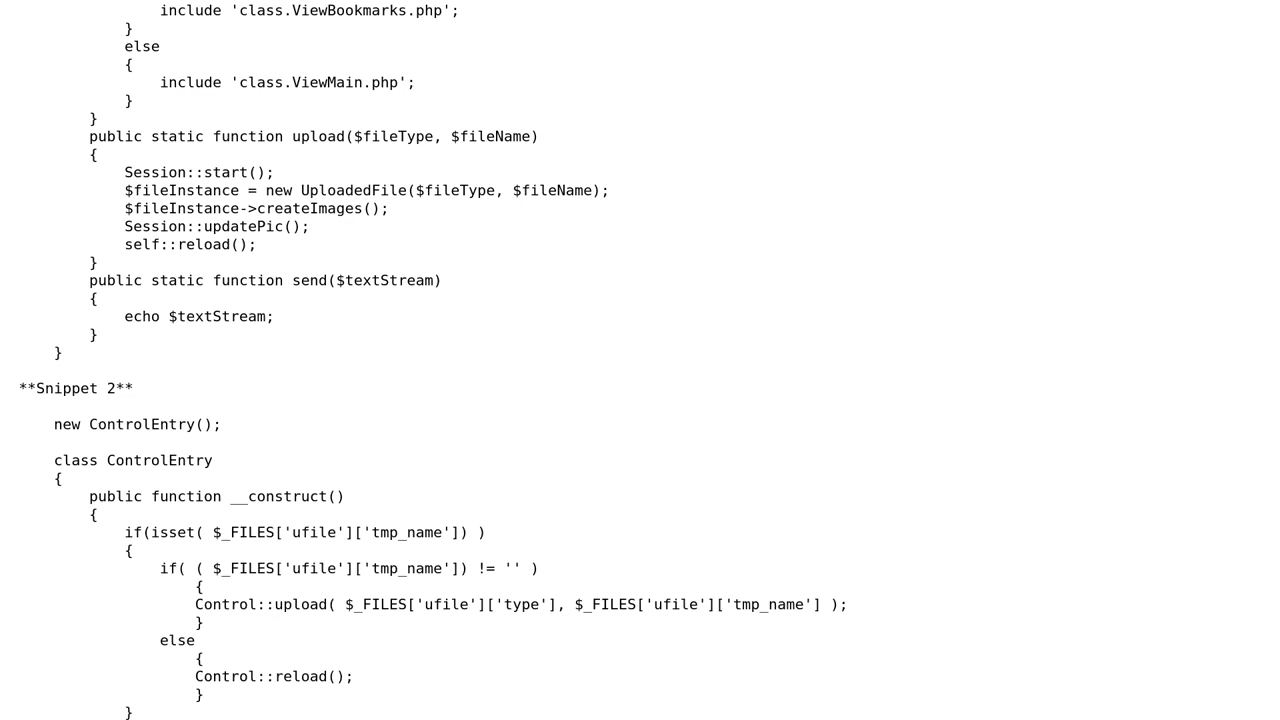 include 'class.ViewBookmarks.php';
            }
            else
            {
                include 'class.ViewMain.php';
            }
        }
        public static function upload($fileType, $fileName)
        {
            Session::start();
            $fileInstance = new UploadedFile($fileType, $fileName);
            $fileInstance->createImages();
            Session::updatePic();
            self::reload();
        }
        public static function send($textStream)
        {
            echo $textStream;
        }
    }

**Snippet 2**

    new ControlEntry();

    class ControlEntry
    {
        public function __construct()
        {
            if(isset( $_FILES['ufile']['tmp_name']) )
            {
                if( ( $_FILES['ufile']['tmp_name']) != '' )
                    {
                    Control::upload( $_FILES['ufile']['type'], $_FILES['ufile']['tmp_name'] );
                    }
                else
                    {
                    Control::reload();
                    }
            }